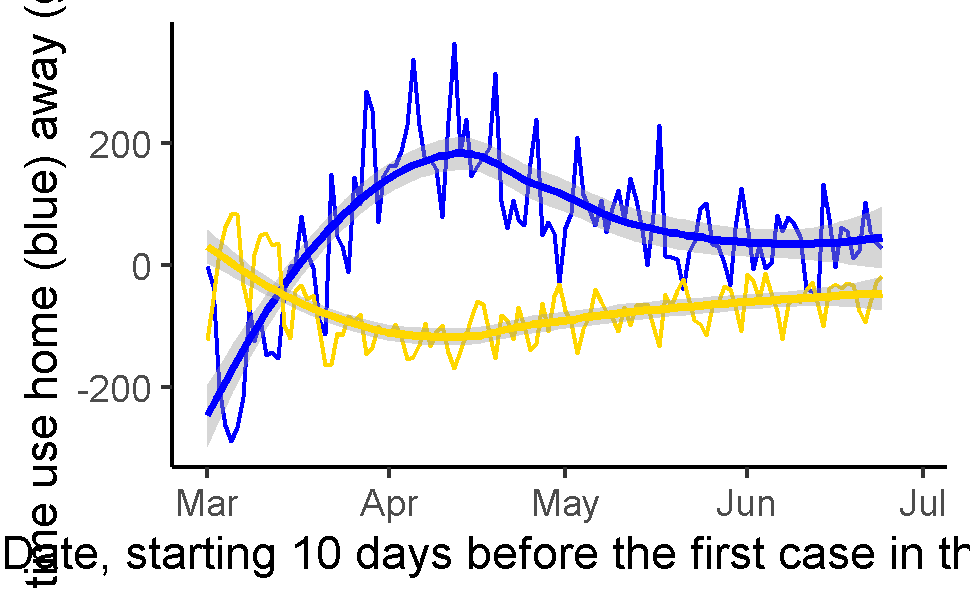 time use home (blue) away (
200
0
-200
Mar Apr May Jun Jul
Date, starting 10 days before the first case in th